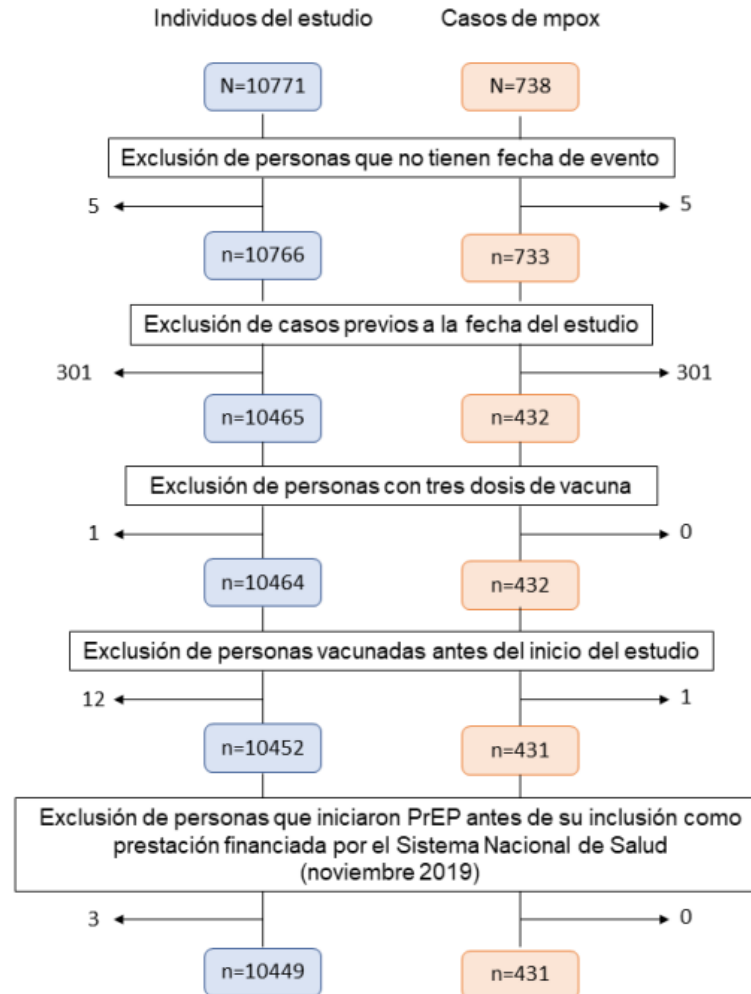 Individuos del estudio
Casos de mpox
N=10771
N=738
Exclusión de personas que no tienen fecha de evento
5
5
n=10766
n=733
Exclusión de casos previos a la fecha del estudio
301
301
n=10465
n=432
Exclusión de personas con tres dosis de vacuna
1
0
n=10464
n=432
Exclusión de personas vacunadas antes del inicio del estudio
12
1
n=10452
n=431
Exclusión de personas que iniciaron PrEP antes de su inclusión como
prestación financiada por el Sistema Nacional de Salud
(noviembre 2019)
3
0
n=10449
n=431